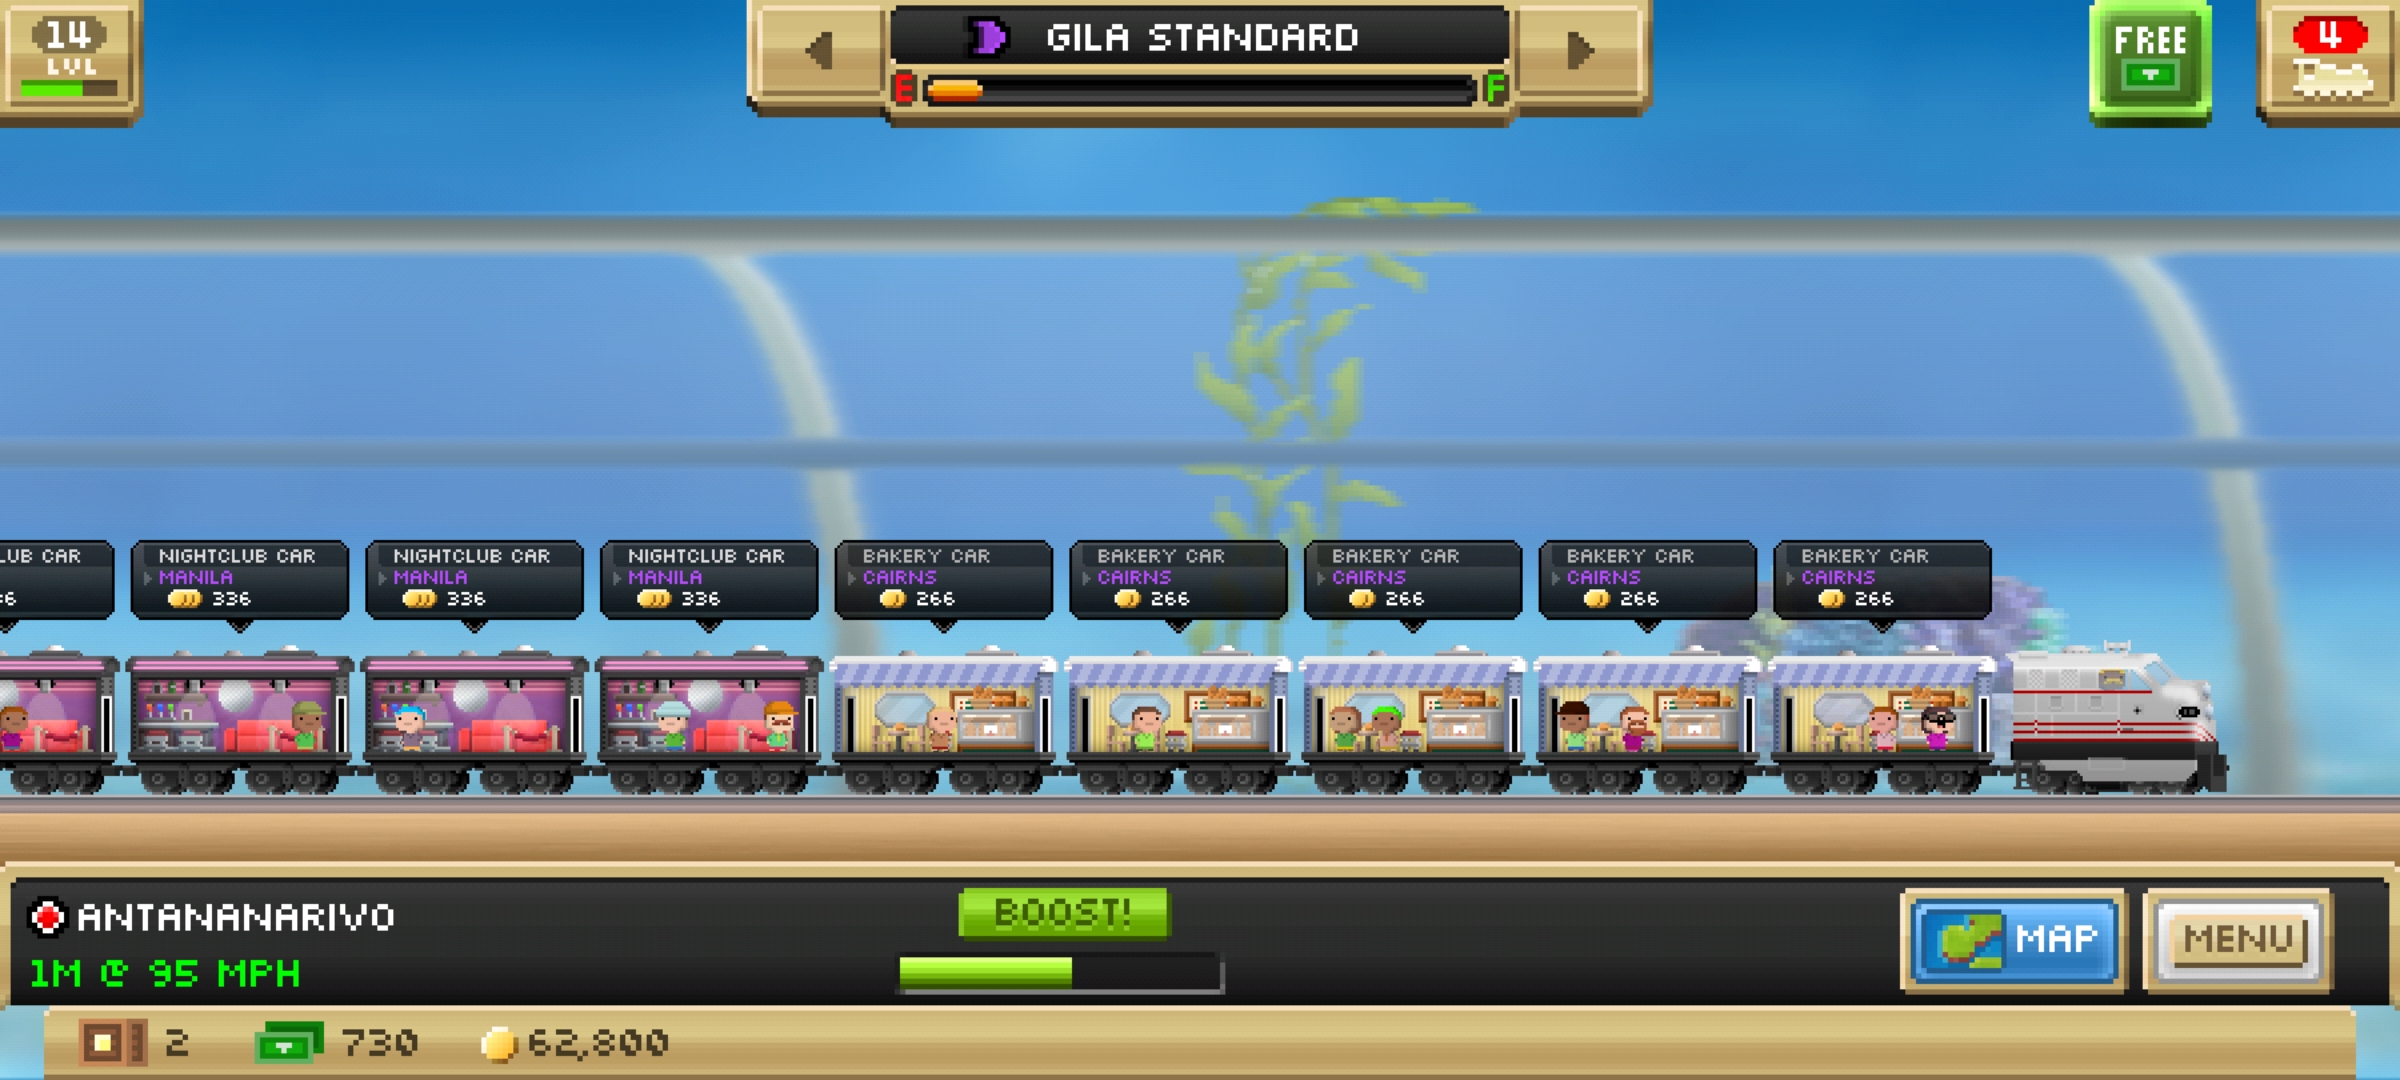 14
LVL
GILA STANDARD
E F
FREE
4
LUB CAR
NIGHTCLUB CAR
MANILA
336
NIGHTCLUB CAR
MANILA
336
NIGHTCLUB CAR
MANILA
336
BAKERY CAR
CAIRNS
266
BAKERY CAR
CAIRNS
266
BAKERY CAR
CAIRNS
266
BAKERY CAR
CAIRNS
266
BAKERY CAR
CAIRNS
266
ANTANANARIVO
1M @ 95 MPH
BOOST!
MAP
MENU
2
730
62,800